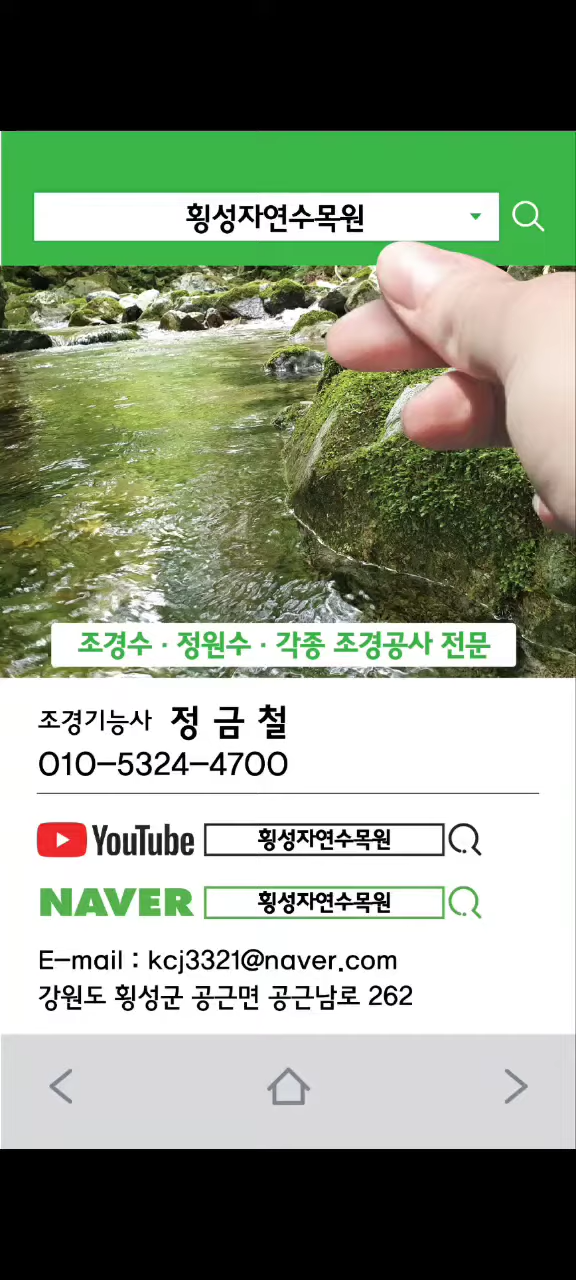 횡성자연수목원
조경수 · 정원수 · 각종 조경공사 전문
조경기능사 정금철
010-5324-4700
YouTube 횡성자연수목원
NAVER 횡성자연수목원
E-mail : kcj3321@naver.com
강원도 횡성군 공근면 공근남로 262